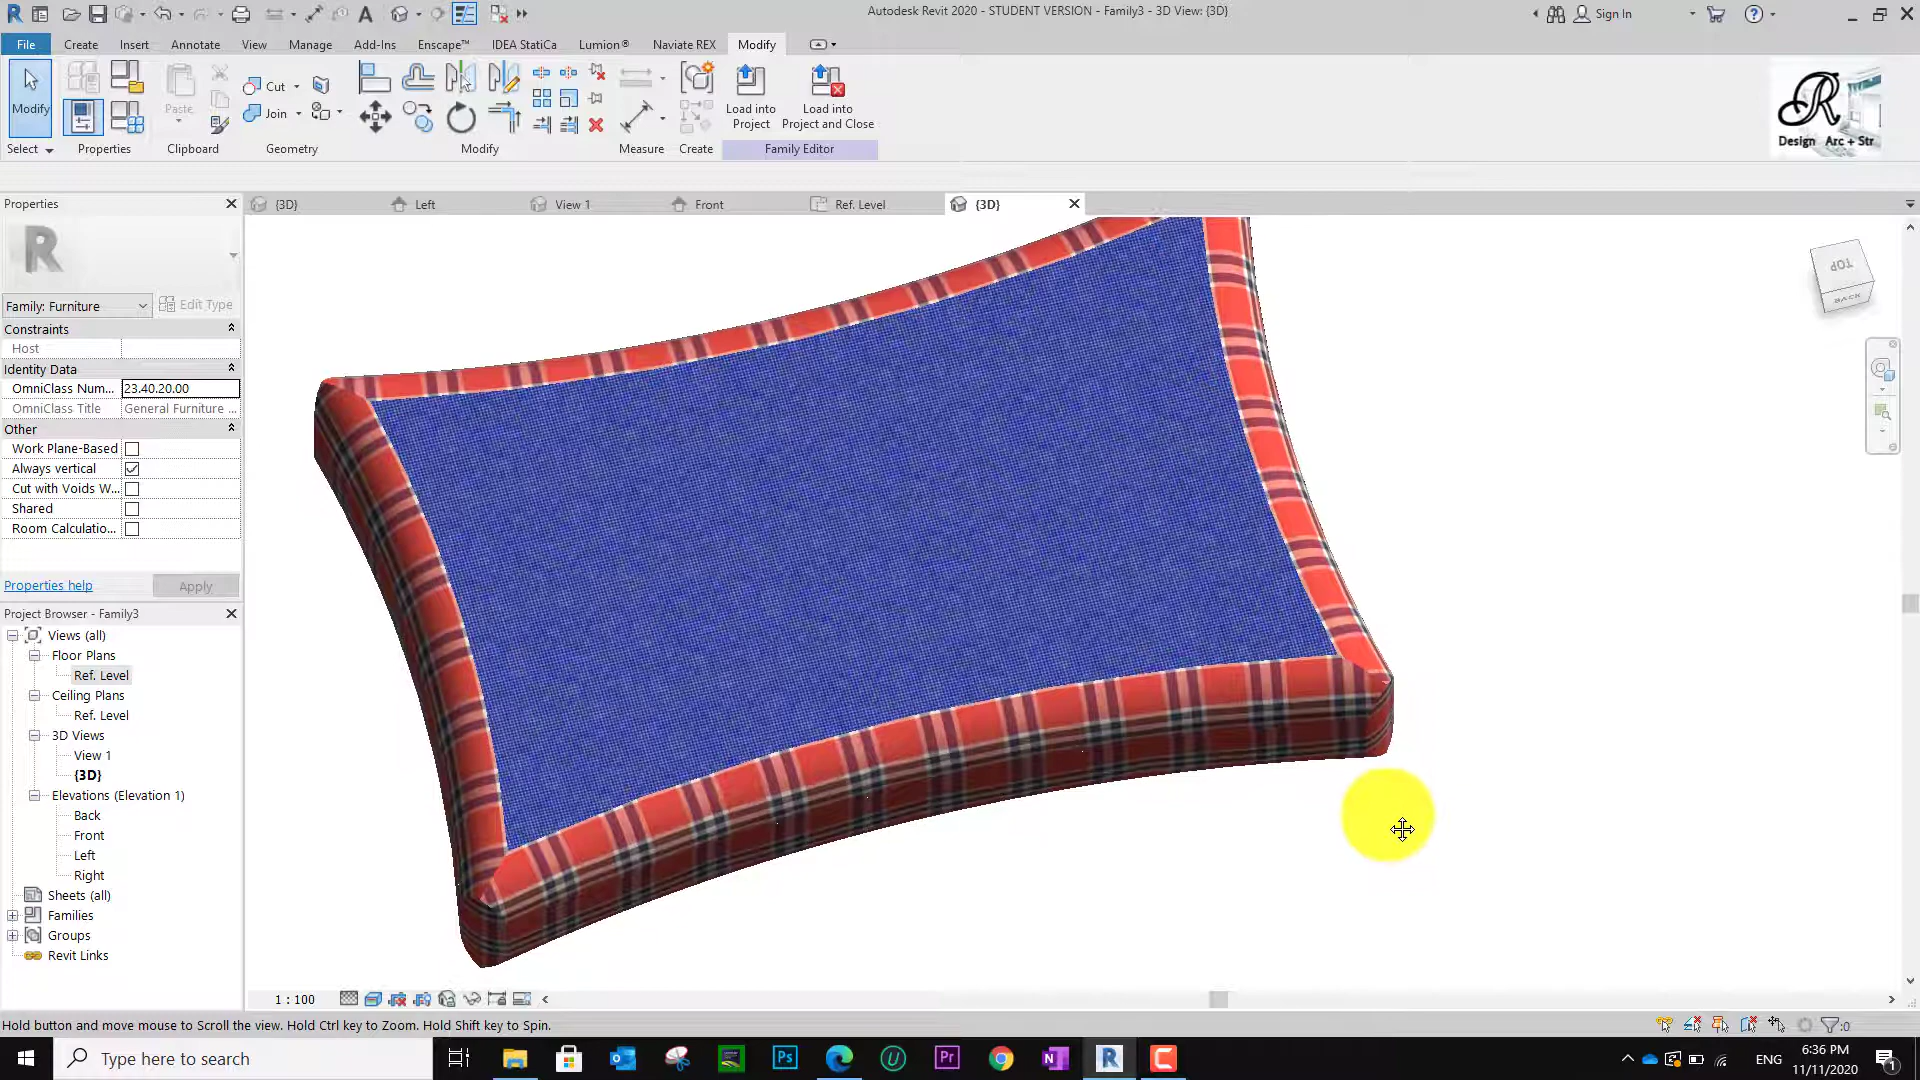 Autodesk Revit 2020 - STUDENT VERSION - Family3 - 3D View: {3D}
Sign In
File Create Insert Annotate View Manage Add-Ins Enscape™ IDEA StatiCa Lumion® Naviate REX Modify
Modify
Paste
Cut
Join
Load into Project
Load into Project and Close
Select Properties Clipboard Geometry Modify Measure Create Family Editor
R
Design Arc + Str
Properties
{3D} Left View 1 Front Ref. Level {3D}
R
Family: Furniture Edit Type
Constraints
Host
Identity Data
OmniClass Num... 23.40.20.00
OmniClass Title General Furniture ...
Other
Work Plane-Based
Always vertical
Cut with Voids W...
Shared
Room Calculatio...
Properties help Apply
Project Browser - Family3
Views (all)
Floor Plans
Ref. Level
Ceiling Plans
Ref. Level
3D Views
View 1
{3D}
Elevations (Elevation 1)
Back
Front
Left
Right
Sheets (all)
Families
Groups
Revit Links
TOP
BACK
1 : 100
Hold button and move mouse to Scroll the view. Hold Ctrl key to Zoom. Hold Shift key to Spin.
:0
Type here to search
Ps
Pr
N
R
C
ENG
6:36 PM
11/11/2020
1